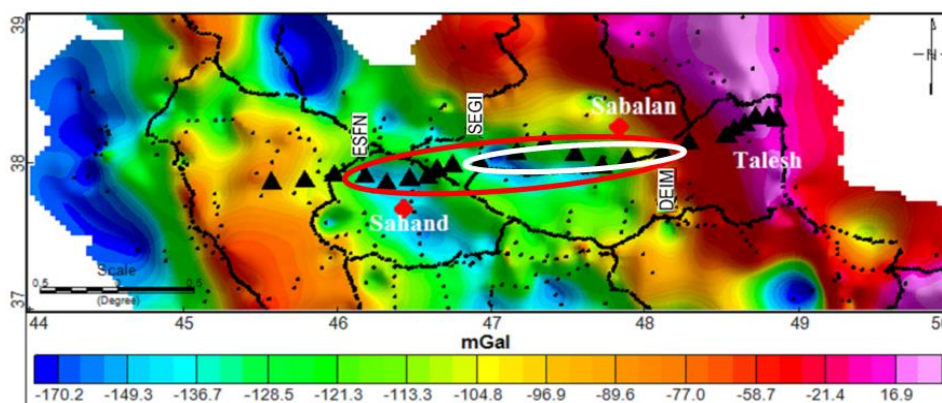 39
38
37
N
ESFN
SEGI
Sabalan
Talesh
DEIM
Sahand
Scale
0.5 0 0.5
(Degree)
44 45 46 47 48 49 50
mGal
-170.2 -149.3 -136.7 -128.5 -121.3 -113.3 -104.8 -96.9 -89.6 -77.0 -58.7 -21.4 16.9